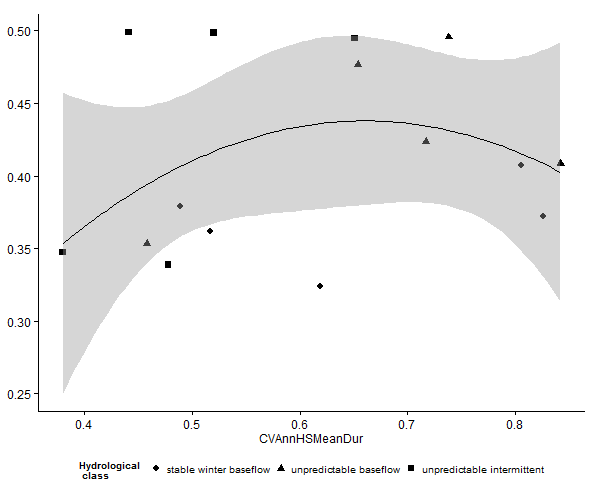 0.50
0.45
0.40
0.35
0.30
0.25
0.4 0.5 0.6 0.7 0.8
CVAnnHSMeanDur
Hydrological
class
stable winter baseflow unpredictable baseflow unpredictable intermittent